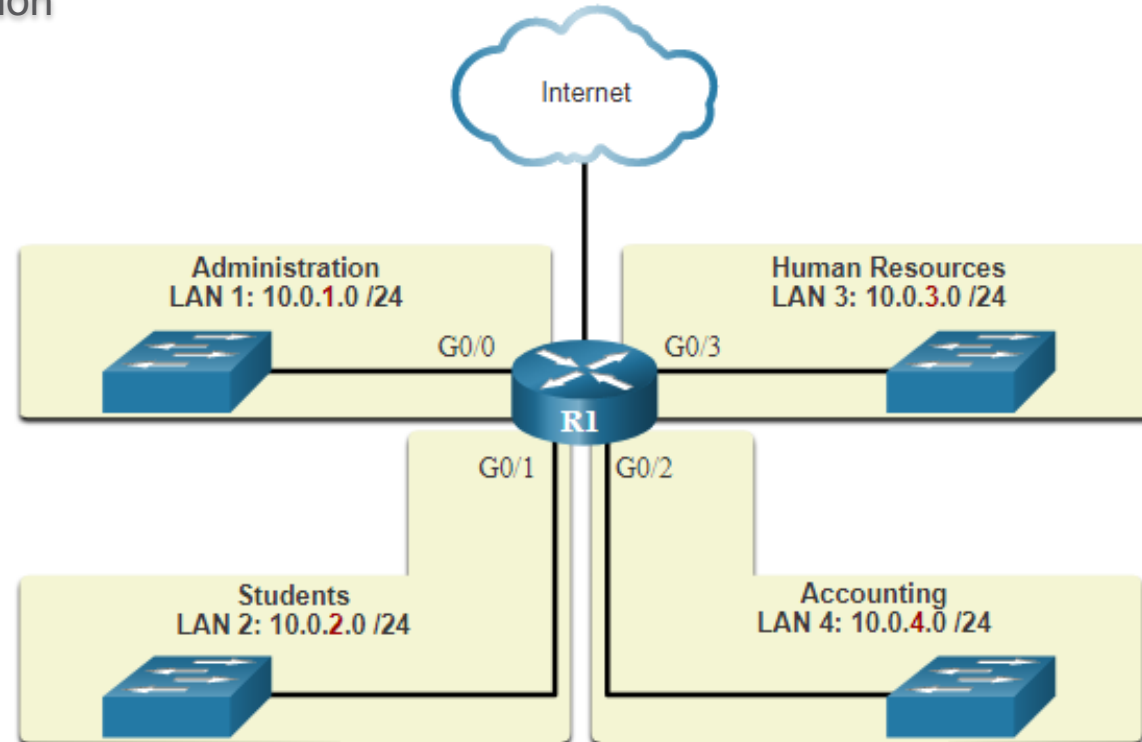 Internet
Administration
LAN 1: 10.0.1.0 /24
Human Resources
LAN 3: 10.0.3.0 /24
G0/0
G0/3
R1
G0/1
G0/2
Students
LAN 2: 10.0.2.0 /24
Accounting
LAN 4: 10.0.4.0 /24